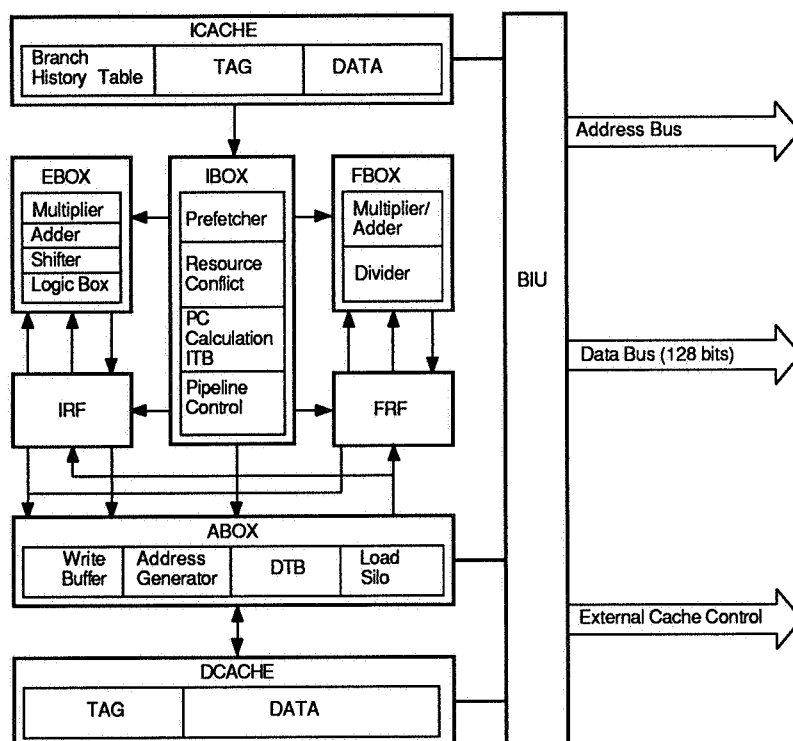 ICACHE
Branch
History Table
TAG
DATA
Address Bus
EBOX
Multiplier
Adder
Shifter
Logic Box
IBOX
Prefetcher
Resource
Conflict
PC
Calculation
ITB
Pipeline
Control
FBOX
Multiplier/
Adder
Divider
BIU
Data Bus (128 bits)
IRF
FRF
ABOX
Write
Buffer
Address
Generator
DTB
Load
Silo
External Cache Control
DCACHE
TAG
DATA